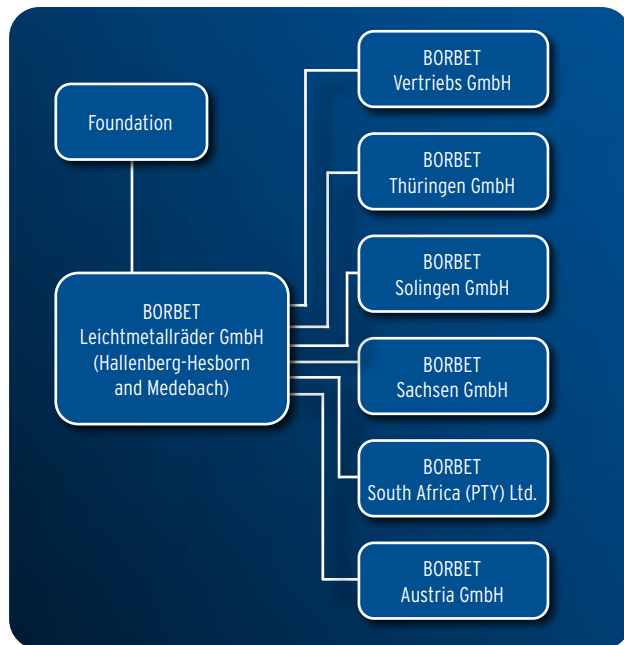 Foundation
BORBET
Leichtmetallräder GmbH
(Hallenberg-Hesborn
and Medebach)
BORBET
Vertriebs GmbH
BORBET
Thüringen GmbH
BORBET
Solingen GmbH
BORBET
Sachsen GmbH
BORBET
South Africa (PTY) Ltd.
BORBET
Austria GmbH